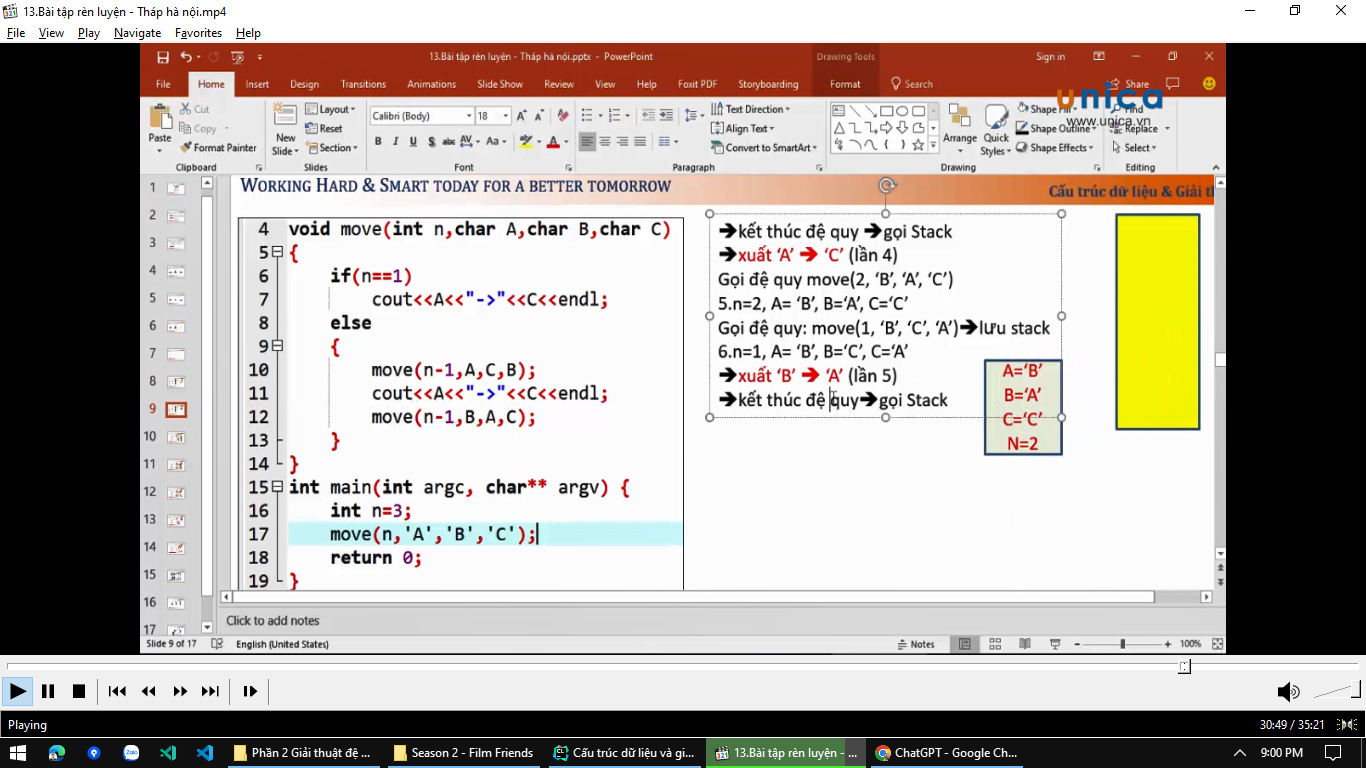 13.Bài tập rèn luyện - Tháp hà nội.mp4
File View Play Navigate Favorites Help
13.Bài tập rèn luyện - Tháp hà nội.pptx - PowerPoint
Drawing Tools
Sign in
File Home Insert Design Transitions Animations Slide Show Review View Help Foxit PDF Storyboarding Format Search Share
unica
www.unica.vn
Paste
Cut
Copy
Format Painter
Clipboard
New
Slide
Layout
Reset
Section
Slides
Calibri (Body) 18
B I U S abc AV Aa A
Font
Text Direction
Align Text
Convert to SmartArt
Paragraph
Arrange
Quick
Styles
Shape Fill
Shape Outline
Shape Effects
Drawing
Find
Replace
Select
Editing
1
2
3
4
5
6
7
8
9
10
11
12
13
14
15
16
17
WORKING HARD & SMART TODAY FOR A BETTER TOMORROW
Cấu trúc dữ liệu & Giải th
4 void move(int n,char A,char B,char C)
5 {
6 if(n==1)
7 cout<<A<<"->"<<C<<endl;
8 else
9 {
10 move(n-1,A,C,B);
11 cout<<A<<"->"<<C<<endl;
12 move(n-1,B,A,C);
13 }
14 }
15 int main(int argc, char** argv) {
16 int n=3;
17 move(n,'A','B','C');
18 return 0;
19 }
➔kết thúc đệ quy ➔gọi Stack
➔xuất ‘A’ ➔ ‘C’ (lần 4)
Gọi đệ quy move(2, ‘B’, ‘A’, ‘C’)
5.n=2, A= ‘B’, B=‘A’, C=‘C’
Gọi đệ quy: move(1, ‘B’, ‘C’, ‘A’)➔lưu stack
6.n=1, A= ‘B’, B=‘C’, C=‘A’
➔xuất ‘B’ ➔ ‘A’ (lần 5)
➔kết thúc đệ quy➔gọi Stack
A=‘B’
B=‘A’
C=‘C’
N=2
Click to add notes
Slide 9 of 17 English (United States) Notes 100%
Playing 30:49 / 35:21
Zalo
Phần 2 Giải thuật đệ ...
Season 2 - Film Friends
Cấu trúc dữ liệu và gi...
13.Bài tập rèn luyện - ...
ChatGPT - Google Ch...
9:00 PM